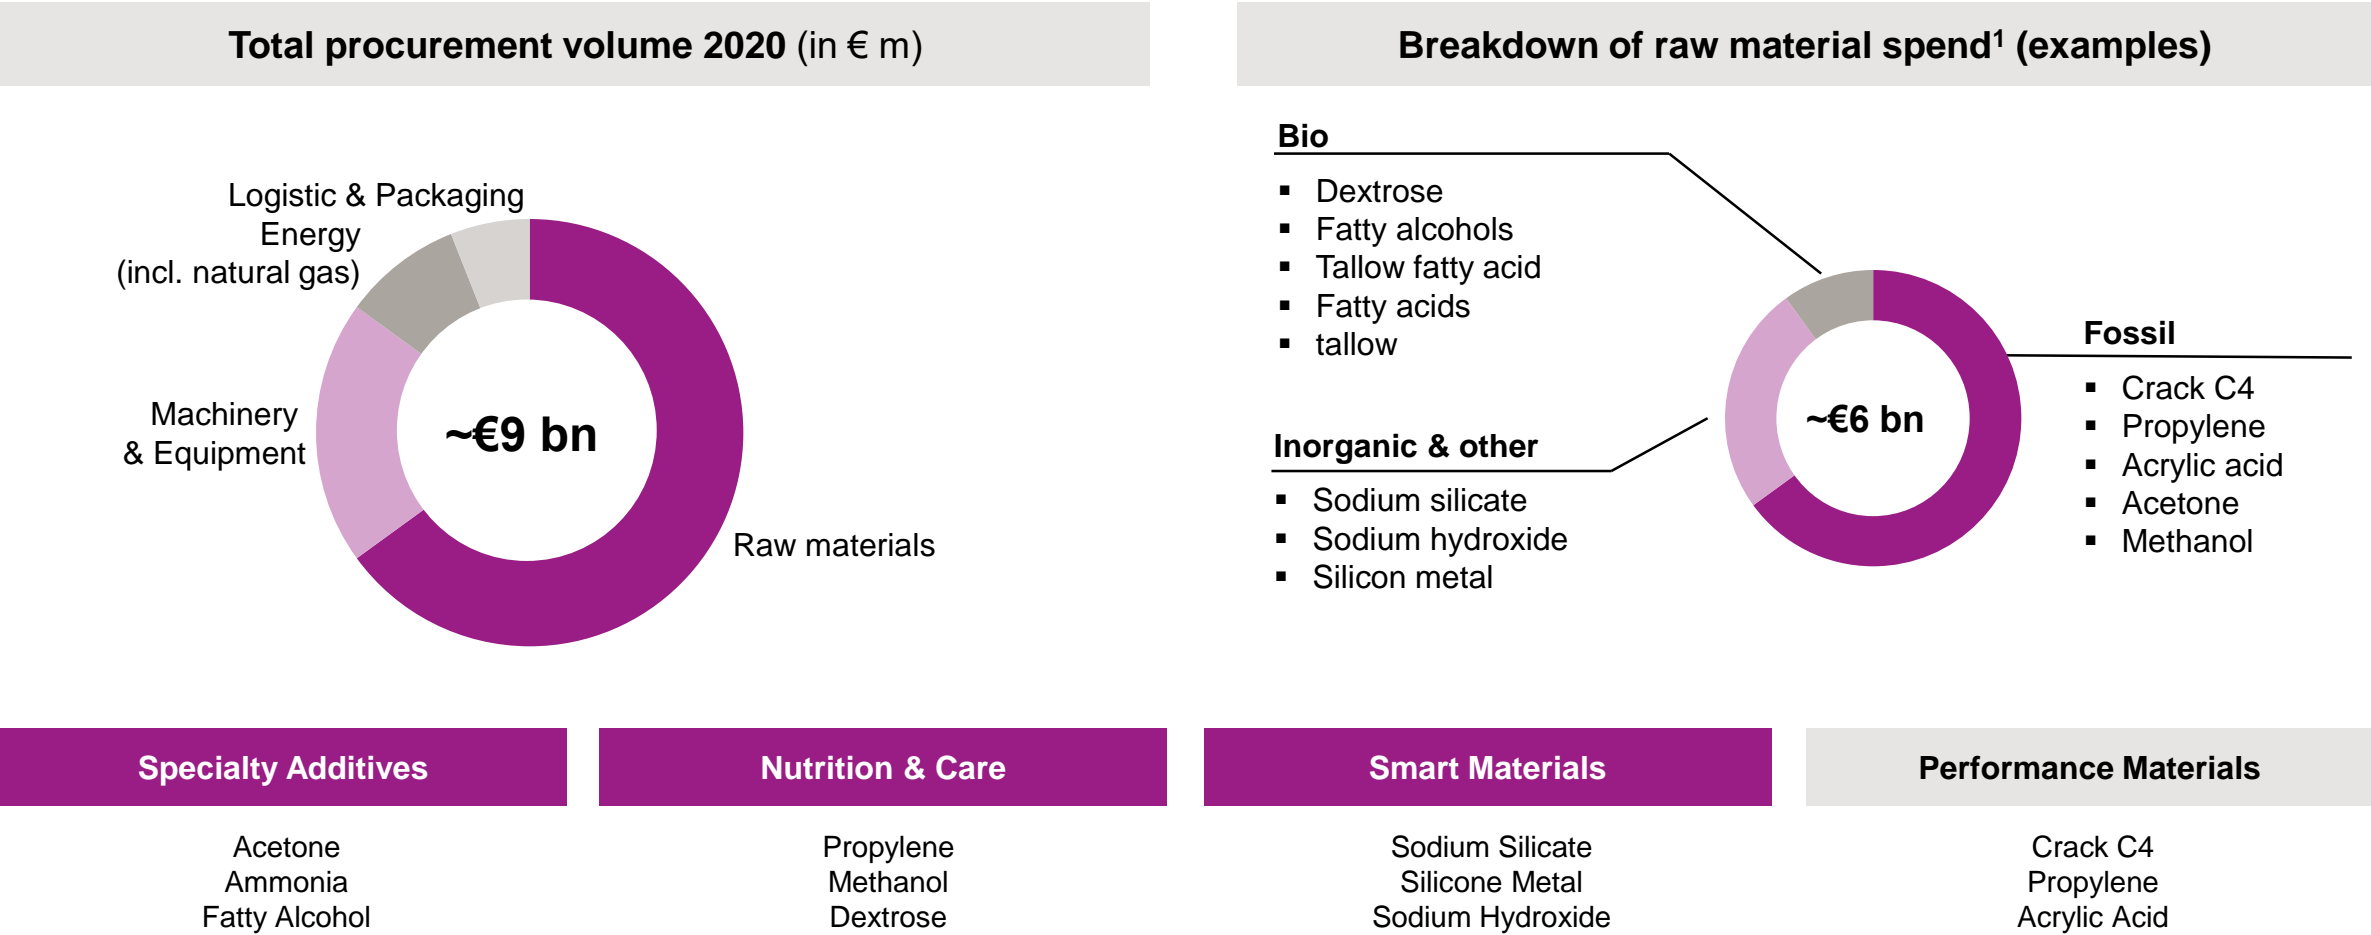 Total procurement volume 2020 (in € m)
Logistic & Packaging
Energy
(incl. natural gas)
Machinery
& Equipment
~€9 bn
Raw materials
Breakdown of raw material spend¹ (examples)
Bio
▪ Dextrose
▪ Fatty alcohols
▪ Tallow fatty acid
▪ Fatty acids
▪ tallow
Inorganic & other
▪ Sodium silicate
▪ Sodium hydroxide
▪ Silicon metal
~€6 bn
Fossil
▪ Crack C4
▪ Propylene
▪ Acrylic acid
▪ Acetone
▪ Methanol
Specialty Additives
Acetone
Ammonia
Fatty Alcohol
Nutrition & Care
Propylene
Methanol
Dextrose
Smart Materials
Sodium Silicate
Silicone Metal
Sodium Hydroxide
Performance Materials
Crack C4
Propylene
Acrylic Acid